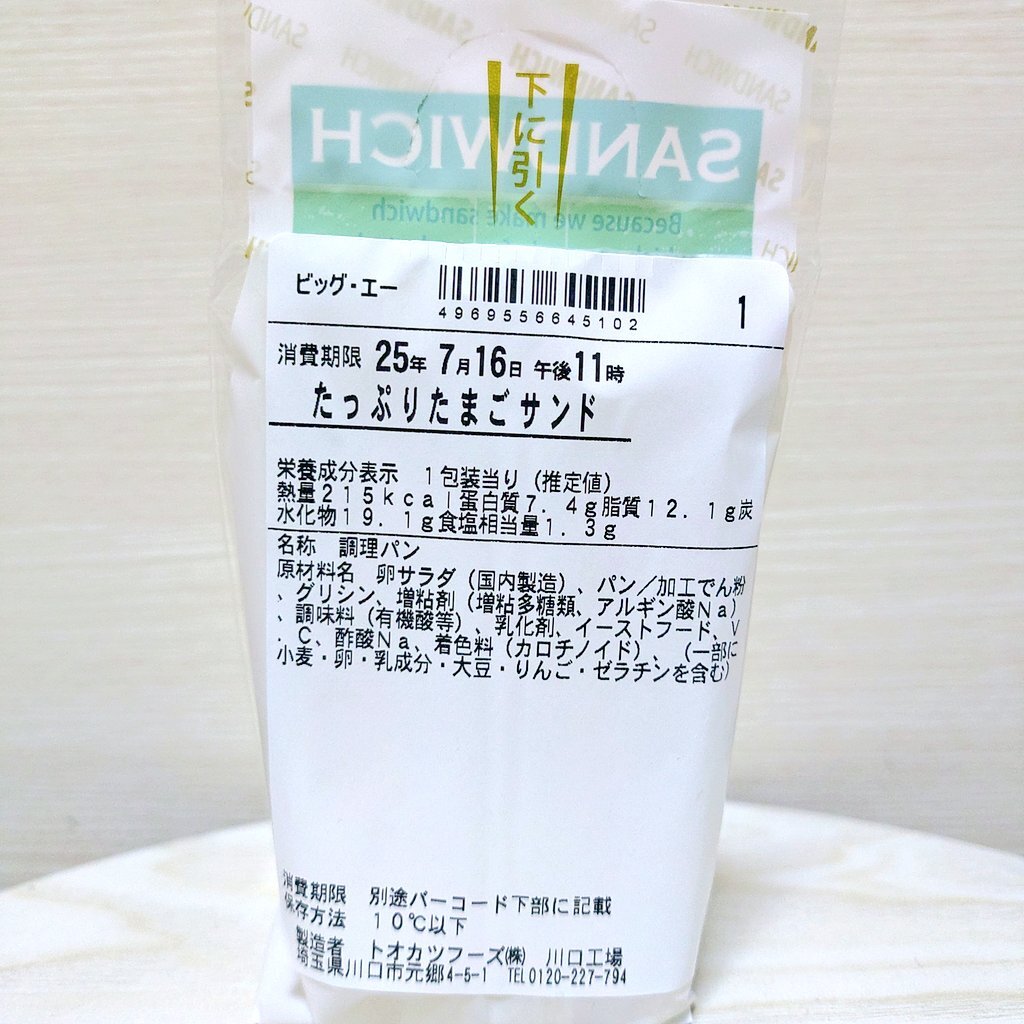 SANDWICH
下に引く
Because we make sandwich
ビッグ・エー
4969556645102
1
消費期限 25年 7月16日 午後11時
たっぷりたまごサンド
栄養成分表示 1包装当り(推定値)
熱量215kcal蛋白質7.4g脂質12.1g炭
水化物19.1g食塩相当量1.3g
名称 調理パン
原材料名 卵サラダ(国内製造)、パン/加工でん粉
、グリシン、増粘剤(増粘多糖類、アルギン酸Na)
、調味料(有機酸等)、乳化剤、イーストフード、V
.C、酢酸Na、着色料(カロチノイド)、(一部に
小麦・卵・乳成分・大豆・りんご・ゼラチンを含む)
消費期限 別途バーコード下部に記載
保存方法 10℃以下
製造者 トオカツフーズ㈱ 川口工場
埼玉県川口市元郷4-5-1 TEL0120-227-794